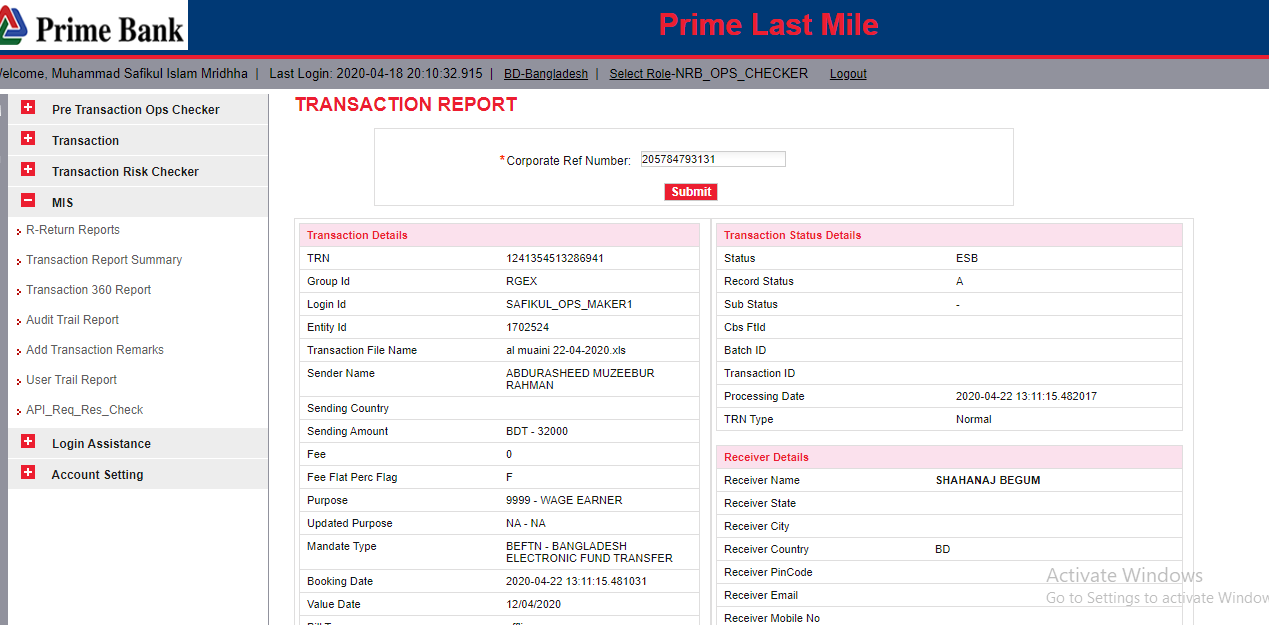 Prime Bank
Prime Last Mile
elcome, Muhammad Safikul Islam Mridhha | Last Login: 2020-04-18 20:10:32.915 | BD-Bangladesh | Select Role-NRB_OPS_CHECKER Logout
Pre Transaction Ops Checker
Transaction
Transaction Risk Checker
MIS
R-Return Reports
Transaction Report Summary
Transaction 360 Report
Audit Trail Report
Add Transaction Remarks
User Trail Report
API_Req_Res_Check
Login Assistance
Account Setting
TRANSACTION REPORT
*Corporate Ref Number: 205784793131
Submit
Transaction Details
TRN 1241354513286941
Group Id RGEX
Login Id SAFIKUL_OPS_MAKER1
Entity Id 1702524
Transaction File Name al muaini 22-04-2020.xls
Sender Name ABDURASHEED MUZEEBUR
RAHMAN
Sending Country
Sending Amount BDT - 32000
Fee 0
Fee Flat Perc Flag F
Purpose 9999 - WAGE EARNER
Updated Purpose NA - NA
Mandate Type BEFTN - BANGLADESH
ELECTRONIC FUND TRANSFER
Booking Date 2020-04-22 13:11:15.481031
Value Date 12/04/2020
Transaction Status Details
Status ESB
Record Status A
Sub Status -
Cbs FtId
Batch ID
Transaction ID
Processing Date 2020-04-22 13:11:15.482017
TRN Type Normal
Receiver Details
Receiver Name SHAHANAJ BEGUM
Receiver State
Receiver City
Receiver Country BD
Receiver PinCode
Receiver Email
Receiver Mobile No
Activate Windows
Go to Settings to activate Window